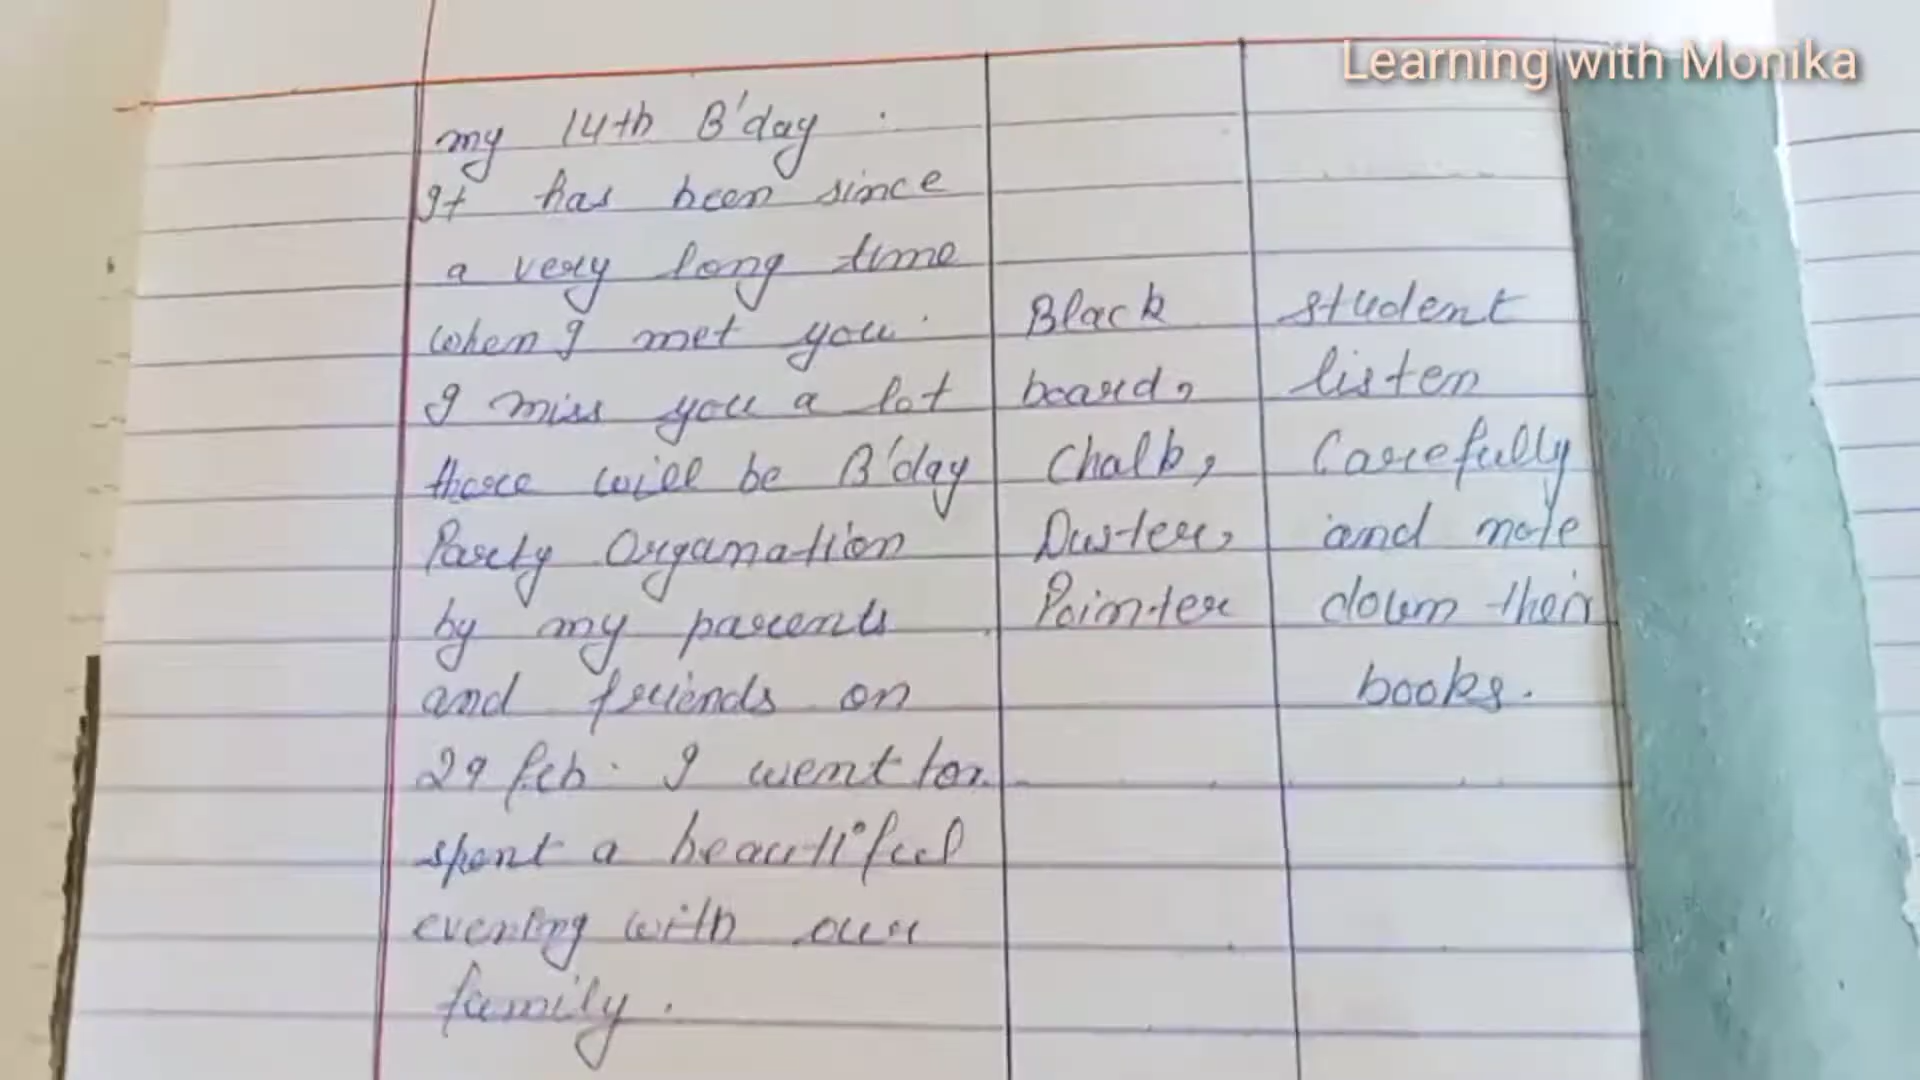 Learning with Monika
my 14th B'day.
It has been since
a very long time
when I met you.
I miss you a lot
there will be B'day
Party Organation
by my parents
and friends on
29 feb. I went to
spent a beautiful
evening with our
family.
Black
board,
Chalk,
Duster,
Pointer
student
listen
Carefully
and note
down their
books.